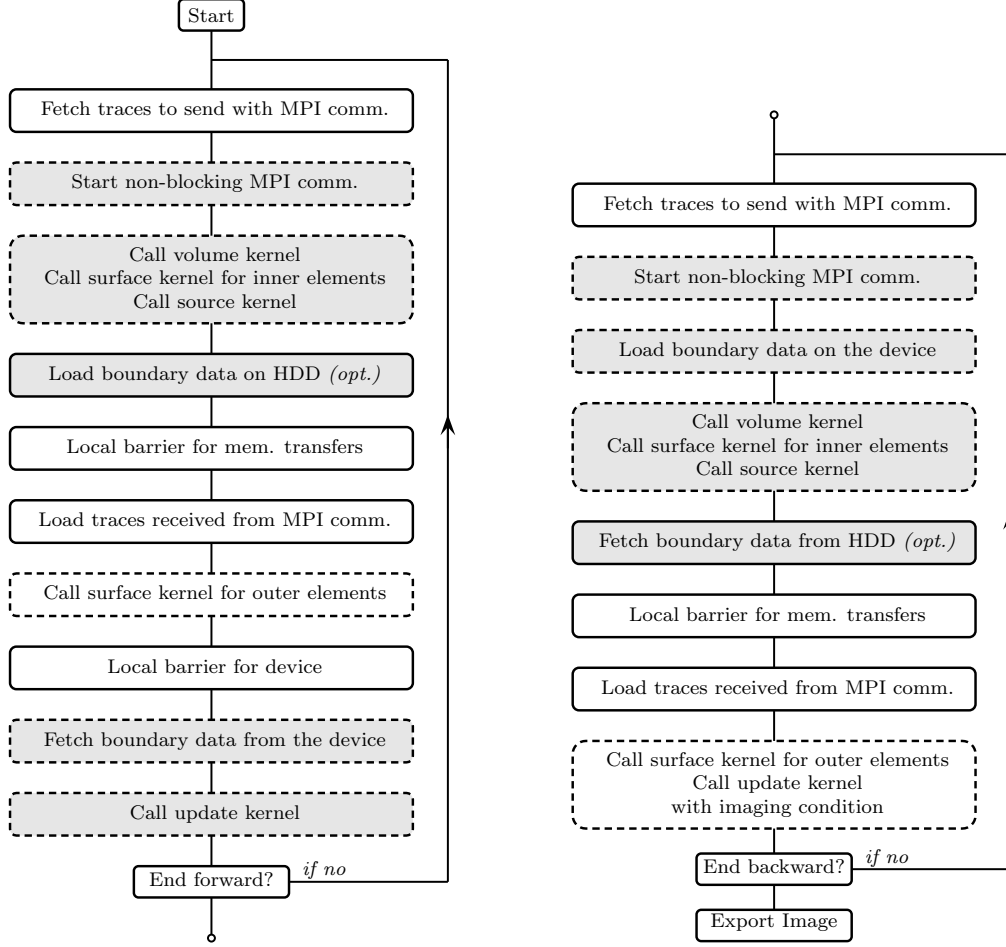 Start
Fetch traces to send with MPI comm.
Start non-blocking MPI comm.
Call volume kernel
Call surface kernel for inner elements
Call source kernel
Load boundary data on HDD (opt.)
Local barrier for mem. transfers
Load traces received from MPI comm.
Call surface kernel for outer elements
Local barrier for device
Fetch boundary data from the device
Call update kernel
End forward?
if no
Fetch traces to send with MPI comm.
Start non-blocking MPI comm.
Load boundary data on the device
Call volume kernel
Call surface kernel for inner elements
Call source kernel
Fetch boundary data from HDD (opt.)
Local barrier for mem. transfers
Load traces received from MPI comm.
Call surface kernel for outer elements
Call update kernel
with imaging condition
End backward?
if no
Export Image